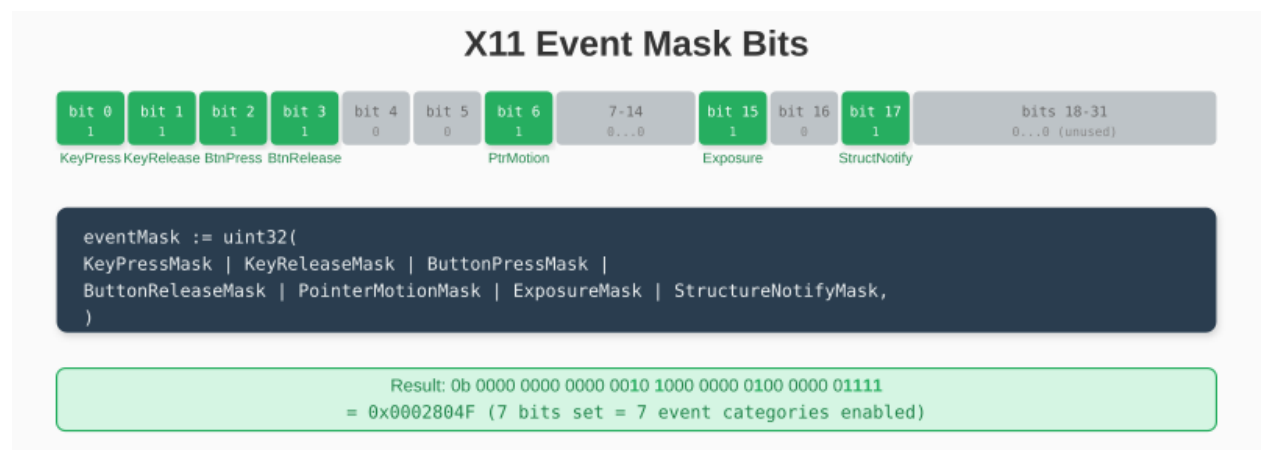 X11 Event Mask Bits
bit 0 bit 1 bit 2 bit 3 bit 4 bit 5 bit 6 7-14 bit 15 bit 16 bit 17 bits 18-31
1 1 1 1 0 0 1 0...0 1 0 1 0...0 (unused)
KeyPress KeyRelease BtnPress BtnRelease PtrMotion Exposure StructNotify
eventMask := uint32(
KeyPressMask | KeyReleaseMask | ButtonPressMask |
ButtonReleaseMask | PointerMotionMask | ExposureMask | StructureNotifyMask,
)
Result: 0b 0000 0000 0000 0010 1000 0000 0100 0000 01111
= 0x0002804F (7 bits set = 7 event categories enabled)